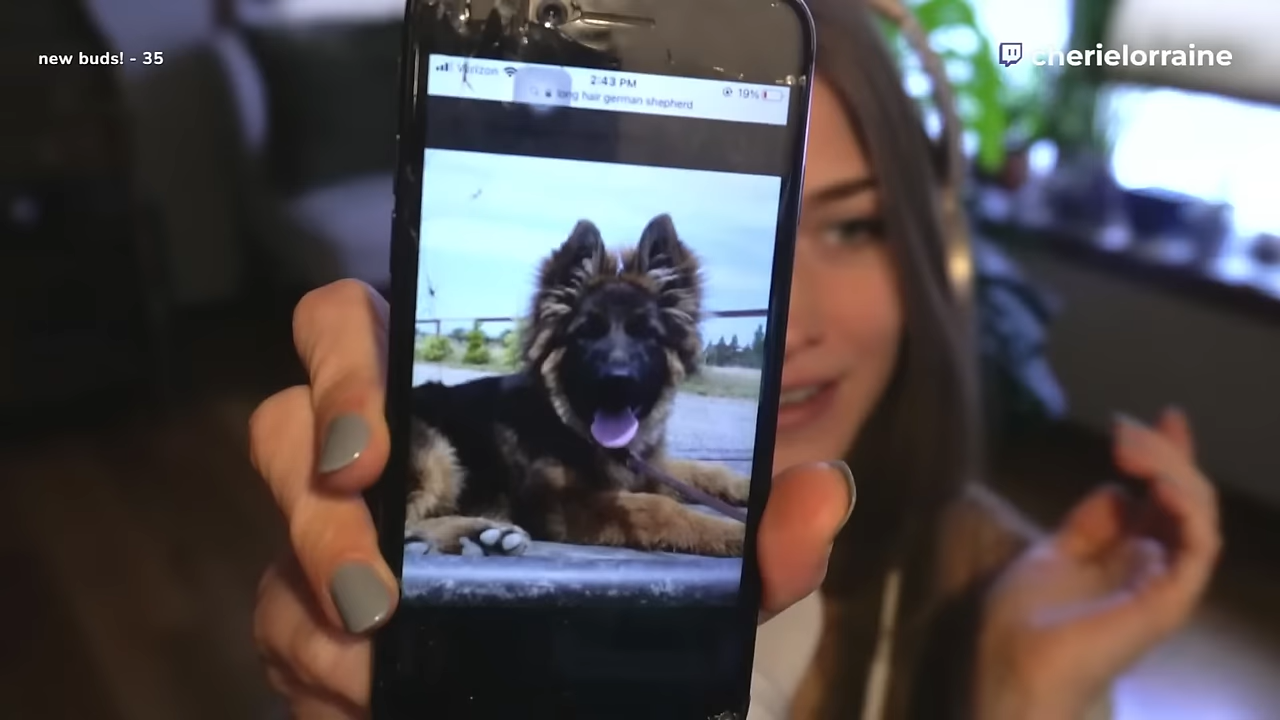 new buds! - 35
cherielorraine
Verizon 2:43 PM 19%
long hair german shepherd